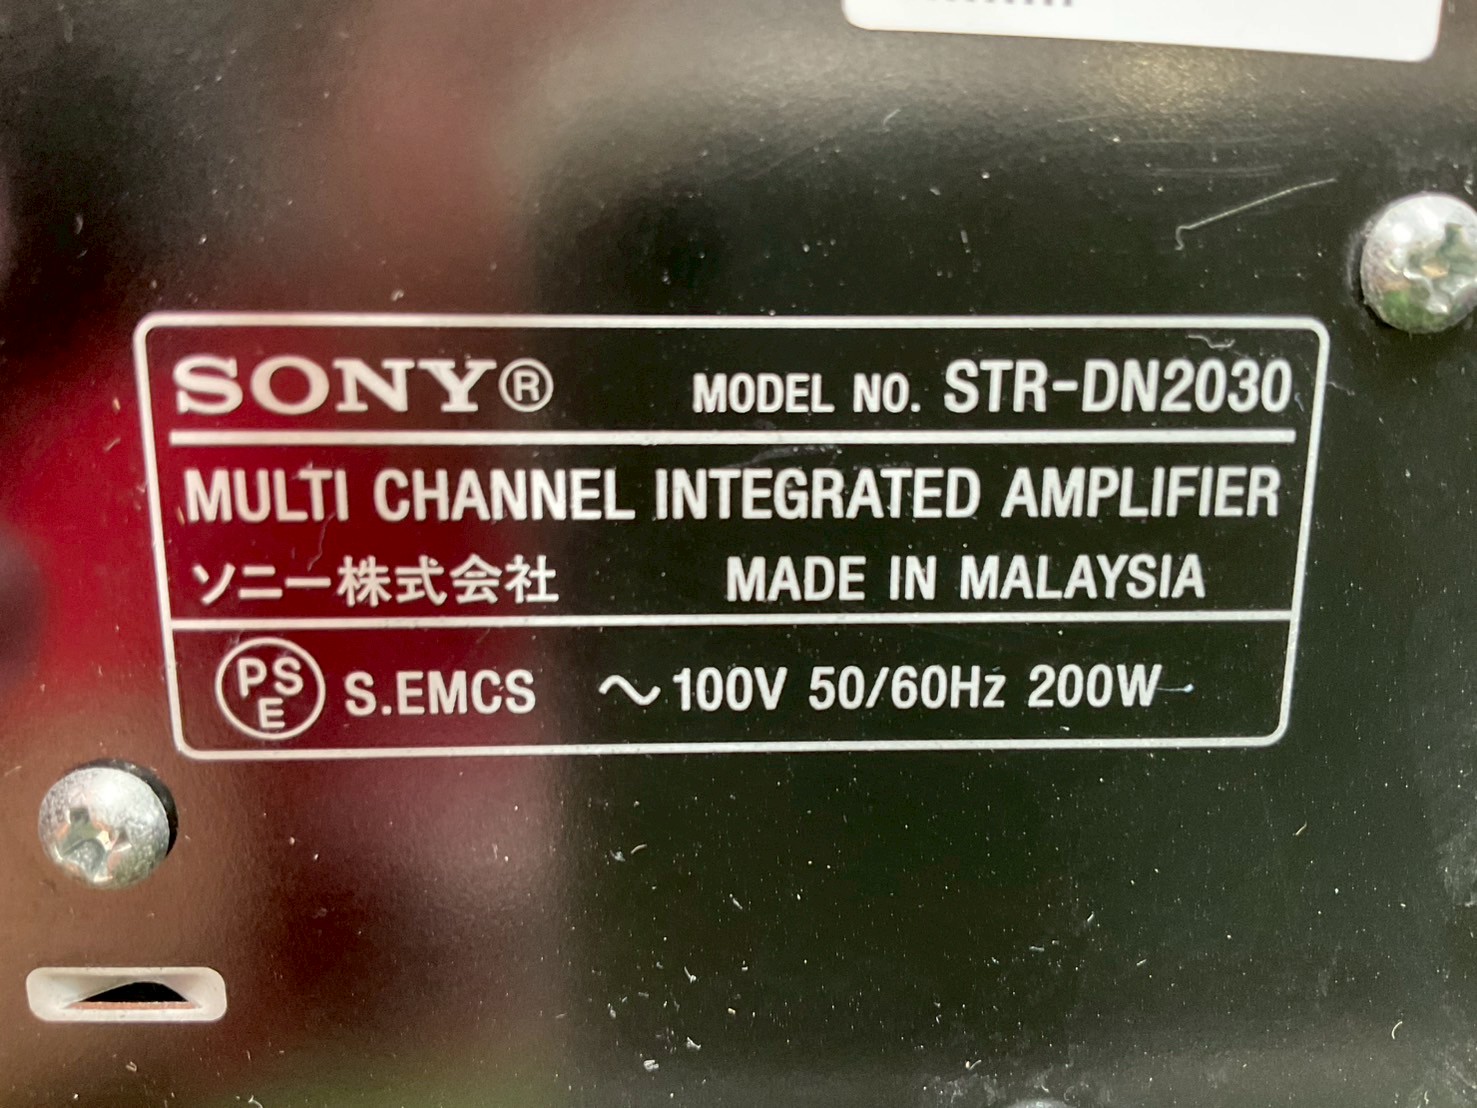 SONY® MODEL NO. STR-DN2030
MULTI CHANNEL INTEGRATED AMPLIFIER
ソニー株式会社 MADE IN MALAYSIA
PSE S.EMCS ~100V 50/60Hz 200W